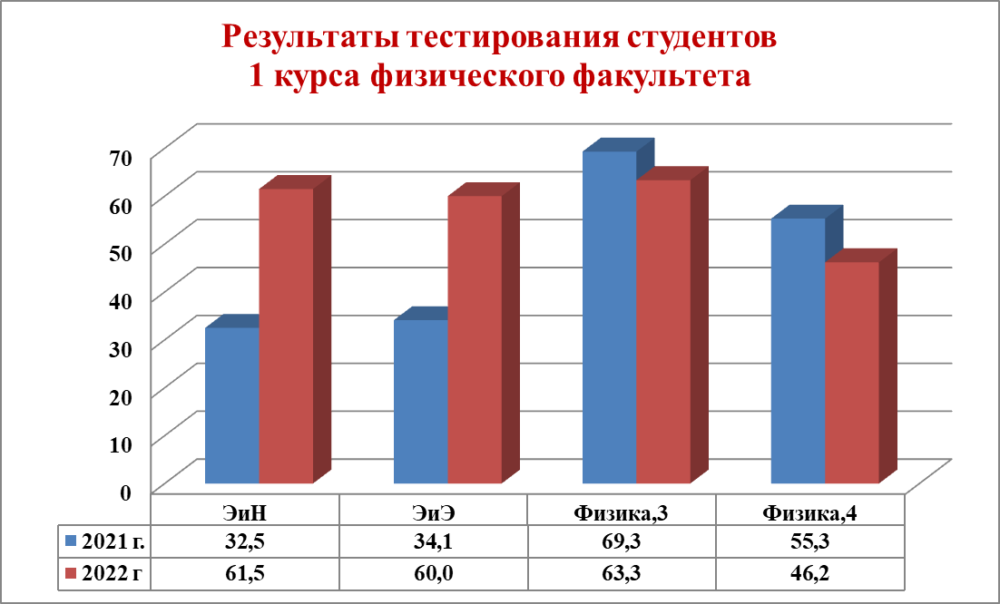 Результаты тестирования студентов
1 курса физического факультета
70
60
50
40
30
20
10
0
ЭиН ЭиЭ Физика,3 Физика,4
2021 г. 32,5 34,1 69,3 55,3
2022 г 61,5 60,0 63,3 46,2